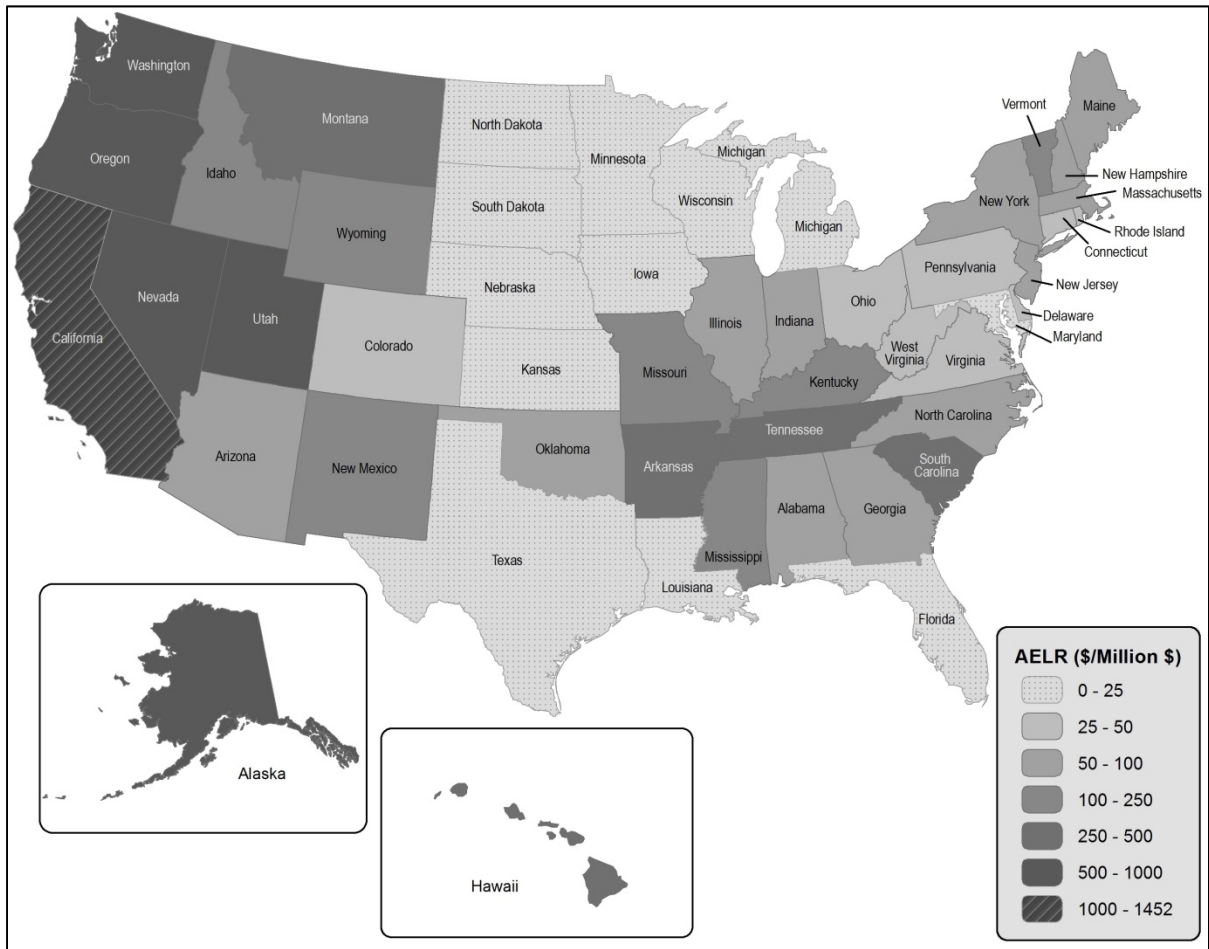 Washington
Montana
North Dakota
Minnesota
Michigan
Vermont
Maine
Oregon
Idaho
South Dakota
Wisconsin
Michigan
New York
New Hampshire
Massachusetts
Rhode Island
Connecticut
Wyoming
Iowa
Pennsylvania
New Jersey
Nebraska
Nevada
Utah
Illinois
Indiana
Ohio
Delaware
Maryland
California
Colorado
Kansas
Missouri
West
Virginia
Virginia
Kentucky
North Carolina
Tennessee
Arizona
New Mexico
Oklahoma
Arkansas
South
Carolina
Mississippi
Alabama
Georgia
Texas
Louisiana
Florida
Alaska
Hawaii
AELR ($/Million $)
0 - 25
25 - 50
50 - 100
100 - 250
250 - 500
500 - 1000
1000 - 1452